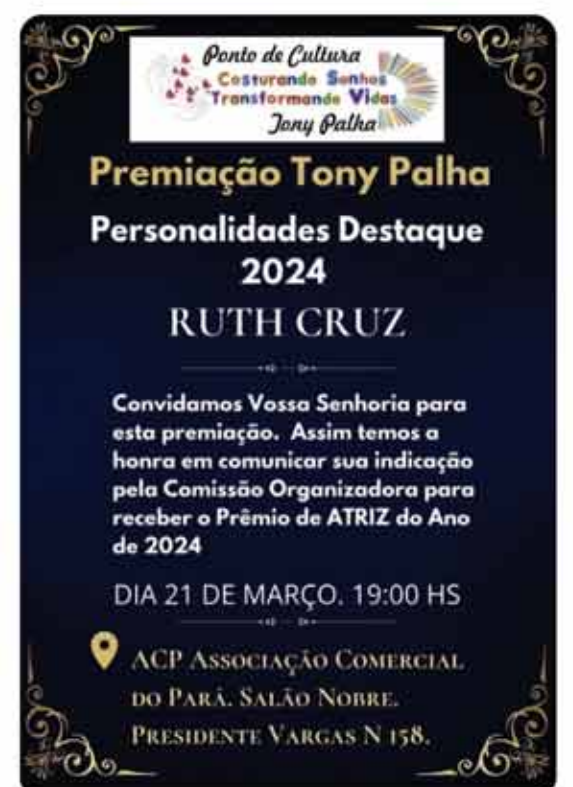 Ponto de Cultura
Costurando Sonhos
Transformando Vidas
Tony Palha
Premiação Tony Palha
Personalidades Destaque
2024
RUTH CRUZ
Convidamos Vossa Senhoria para
esta premiação. Assim temos a
honra em comunicar sua indicação
pela Comissão Organizadora para
receber o Prêmio de ATRIZ do Ano
de 2024
DIA 21 DE MARÇO. 19:00 HS
ACP ASSOCIAÇÃO COMERCIAL
DO PARÁ. SALÃO NOBRE.
PRESIDENTE VARGAS N 158.